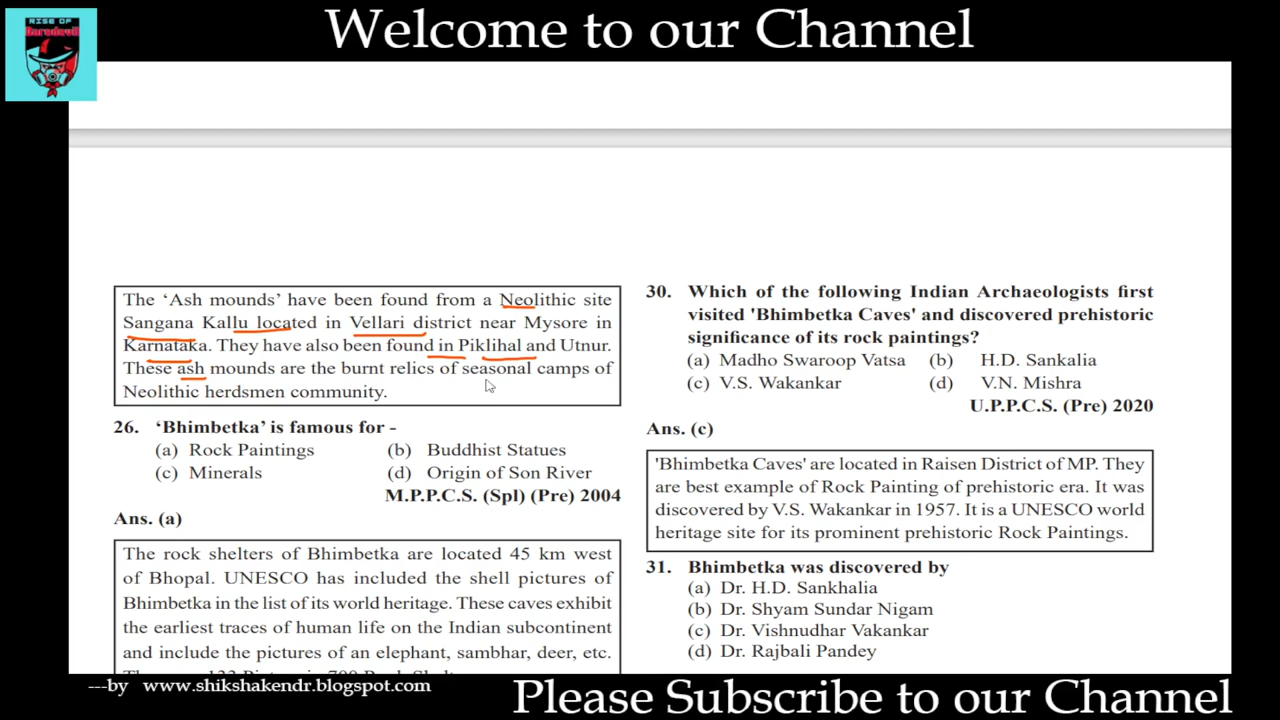 RISE OF
Daredevil
Welcome to our Channel
The ‘Ash mounds’ have been found from a Neolithic site
Sangana Kallu located in Vellari district near Mysore in
Karnataka. They have also been found in Piklihal and Utnur.
These ash mounds are the burnt relics of seasonal camps of
Neolithic herdsmen community.
26. ‘Bhimbetka’ is famous for -
(a) Rock Paintings (b) Buddhist Statues
(c) Minerals (d) Origin of Son River
M.P.P.C.S. (Spl) (Pre) 2004
Ans. (a)
The rock shelters of Bhimbetka are located 45 km west
of Bhopal. UNESCO has included the shell pictures of
Bhimbetka in the list of its world heritage. These caves exhibit
the earliest traces of human life on the Indian subcontinent
and include the pictures of an elephant, sambhar, deer, etc.
30. Which of the following Indian Archaeologists first
visited 'Bhimbetka Caves' and discovered prehistoric
significance of its rock paintings?
(a) Madho Swaroop Vatsa (b) H.D. Sankalia
(c) V.S. Wakankar (d) V.N. Mishra
U.P.P.C.S. (Pre) 2020
Ans. (c)
'Bhimbetka Caves' are located in Raisen District of MP. They
are best example of Rock Painting of prehistoric era. It was
discovered by V.S. Wakankar in 1957. It is a UNESCO world
heritage site for its prominent prehistoric Rock Paintings.
31. Bhimbetka was discovered by
(a) Dr. H.D. Sankhalia
(b) Dr. Shyam Sundar Nigam
(c) Dr. Vishnudhar Vakankar
(d) Dr. Rajbali Pandey
---by www.shikshakendr.blogspot.com
Please Subscribe to our Channel